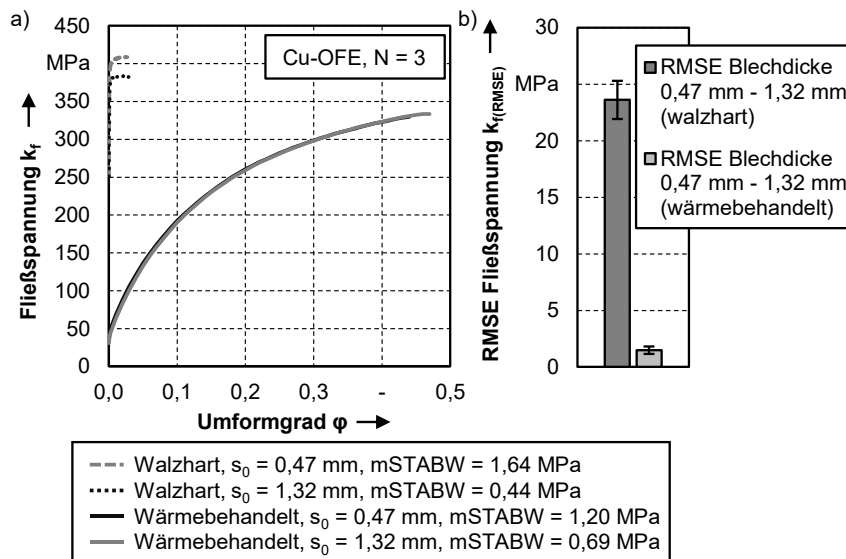 a)
450
MPa
350
300
250
200
150
100
50
0
Fließspannung k_f
Cu-OFE, N = 3
0,0
0,1
0,2
0,3
-
0,5
Umformgrad φ
b)
30
MPa
20
15
10
5
0
RMSE Fließspannung k_f(RMSE)
RMSE Blechdicke
0,47 mm - 1,32 mm
(walzhart)
RMSE Blechdicke
0,47 mm - 1,32 mm
(wärmebehandelt)
Walzhart, s₀ = 0,47 mm, mSTABW = 1,64 MPa
Walzhart, s₀ = 1,32 mm, mSTABW = 0,44 MPa
Wärmebehandelt, s₀ = 0,47 mm, mSTABW = 1,20 MPa
Wärmebehandelt, s₀ = 1,32 mm, mSTABW = 0,69 MPa